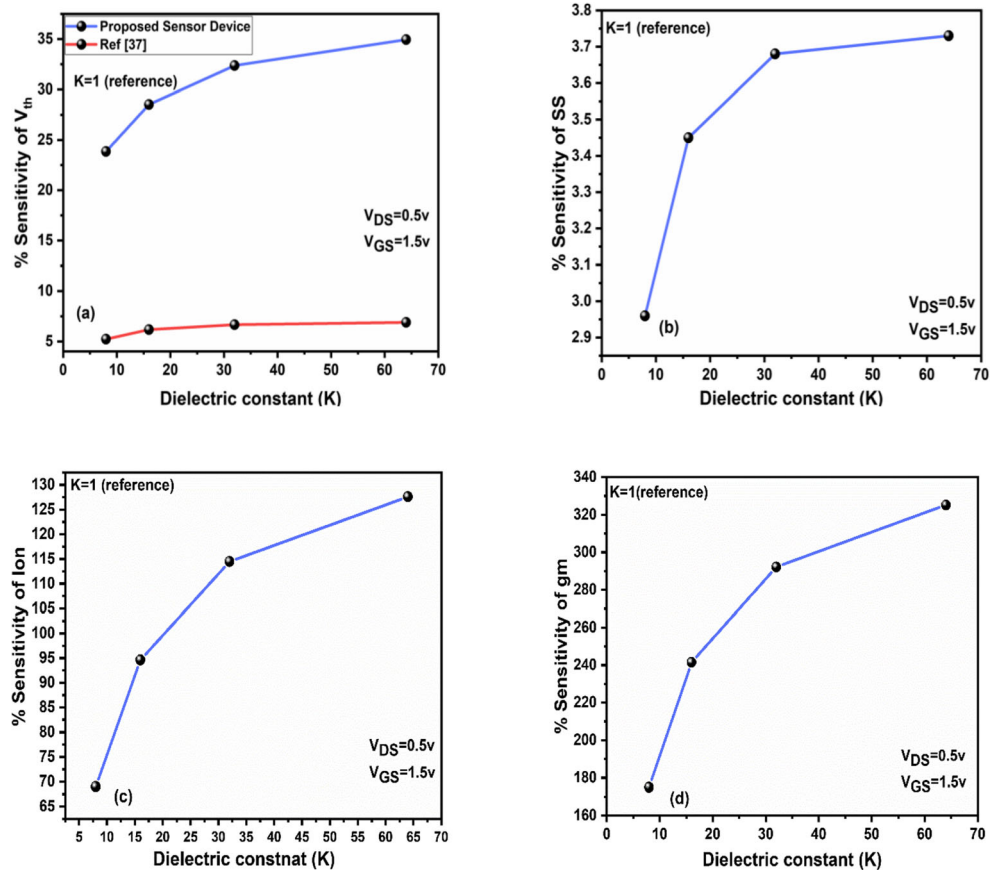 Proposed Sensor Device
Ref [37]
K=1 (reference)
% Sensitivity of Vth
35
30
25
20
15
10
5
VDS=0.5v
VGS=1.5v
(a)
0 10 20 30 40 50 60 70
Dielectric constant (K)
K=1 (reference)
% Sensitivity of SS
3.8
3.7
3.6
3.5
3.4
3.3
3.2
3.1
3.0
2.9
VDS=0.5v
VGS=1.5v
(b)
0 10 20 30 40 50 60 70
Dielectric constant (K)
K=1 (reference)
% Sensitivity of Ion
130
125
120
115
110
105
100
95
90
85
80
75
70
65
VDS=0.5v
VGS=1.5v
(c)
5 10 15 20 25 30 35 40 45 50 55 60 65 70
Dielectric constnat (K)
K=1(reference)
% Sensitivity of gm
340
320
300
280
260
240
220
200
180
160
VDS=0.5v
VGS=1.5v
(d)
0 10 20 30 40 50 60 70
Dielectric constant (K)